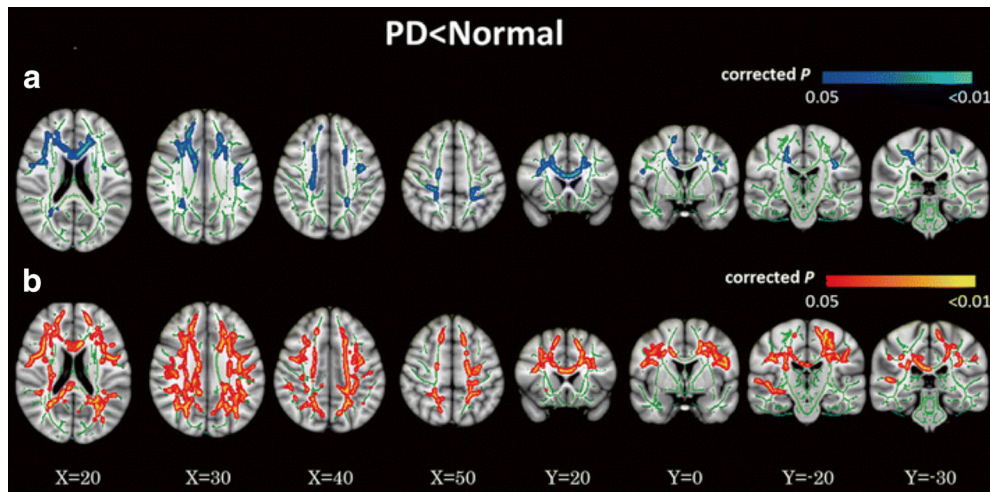 PD<Normal
a
corrected P
0.05 <0.01
b
corrected P
0.05 <0.01
X=20 X=30 X=40 X=50 Y=20 Y=0 Y=-20 Y=-30